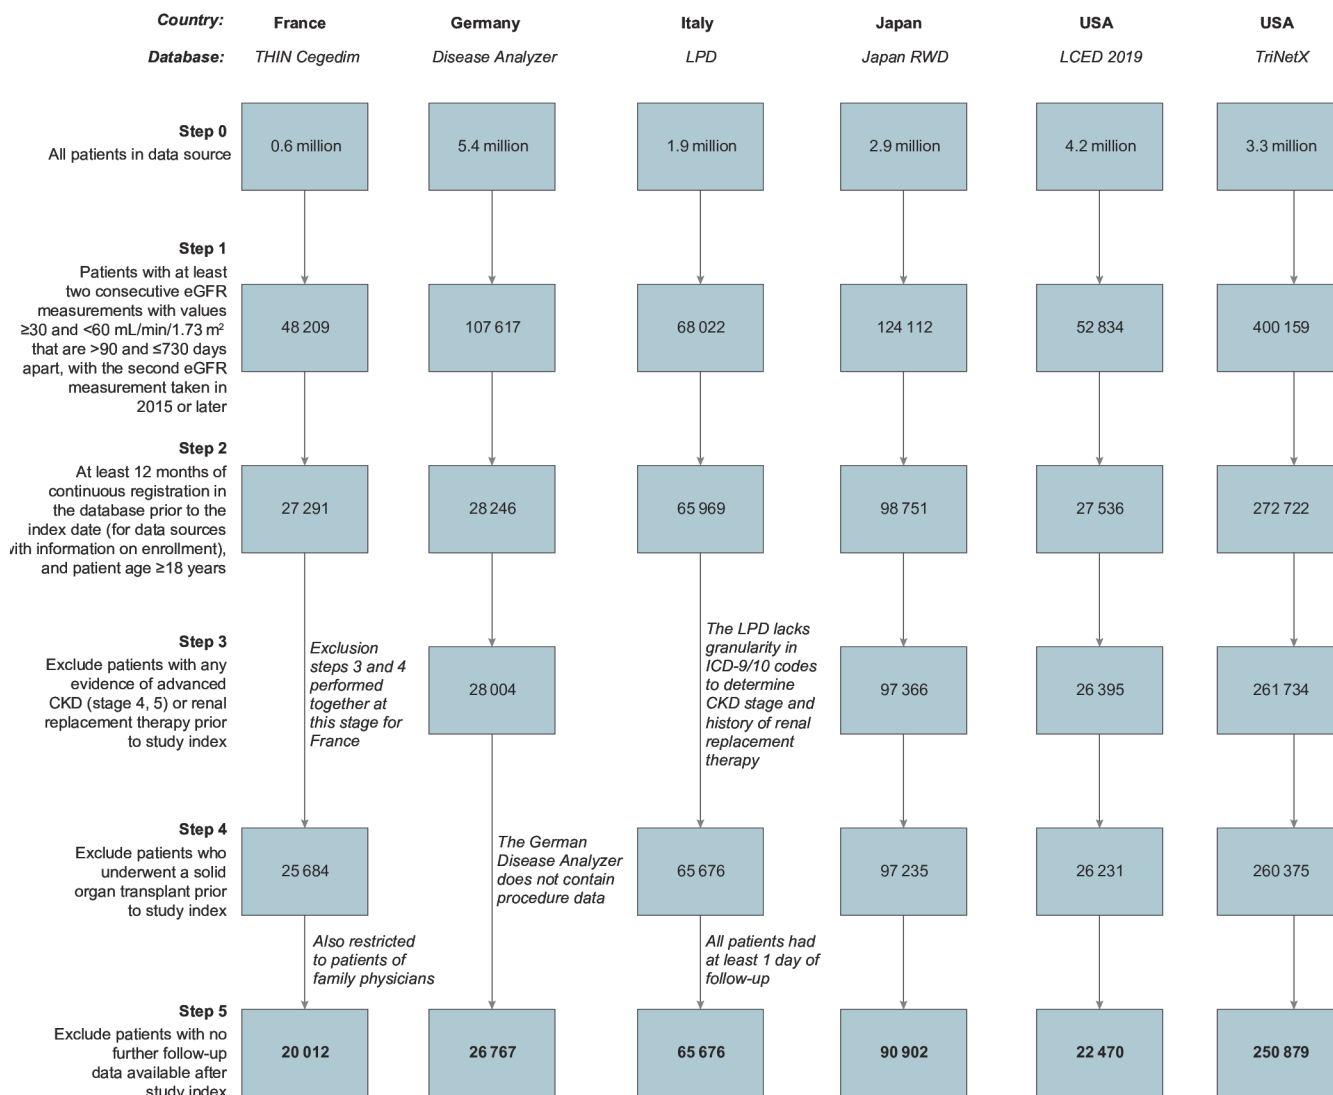 Country: France Germany Italy Japan USA USA
Database: THIN Cegedim Disease Analyzer LPD Japan RWD LCED 2019 TriNetX
Step 0
All patients in data source
0.6 million 5.4 million 1.9 million 2.9 million 4.2 million 3.3 million
Step 1
Patients with at least
two consecutive eGFR
measurements with values
≥30 and <60 mL/min/1.73 m²
that are >90 and ≤730 days
apart, with the second eGFR
measurement taken in
2015 or later
48 209 107 617 68 022 124 112 52 834 400 159
Step 2
At least 12 months of
continuous registration in
the database prior to the
index date (for data sources
with information on enrollment),
and patient age ≥18 years
27 291 28 246 65 969 98 751 27 536 272 722
Step 3
Exclude patients with any
evidence of advanced
CKD (stage 4, 5) or renal
replacement therapy prior
to study index
Exclusion
steps 3 and 4
performed
together at
this stage for
France
28 004
The LPD lacks
granularity in
ICD-9/10 codes
to determine
CKD stage and
history of renal
replacement
therapy
97 366 26 395 261 734
Step 4
Exclude patients who
underwent a solid
organ transplant prior
to study index
25 684
The German
Disease Analyzer
does not contain
procedure data
65 676 97 235 26 231 260 375
Also restricted
to patients of
family physicians
All patients had
at least 1 day of
follow-up
Step 5
Exclude patients with no
further follow-up
data available after
study index
20 012 26 767 65 676 90 902 22 470 250 879